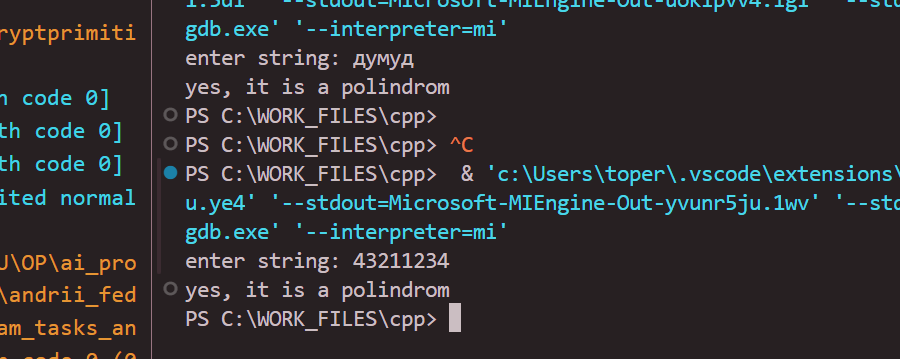 ryptprimiti
n code 0]
th code 0]
th code 0]
ited normal
U\OP\ai_pro
\andrii_fed
am_tasks_an
gdb.exe' '--interpreter=mi'
enter string: думуд
yes, it is a polindrom
PS C:\WORK_FILES\cpp>
PS C:\WORK_FILES\cpp> ^C
PS C:\WORK_FILES\cpp>  & 'c:\Users\toper\.vscode\extensions\
u.ye4' '--stdout=Microsoft-MIEngine-Out-yvunr5ju.1wv' '--std
gdb.exe' '--interpreter=mi'
enter string: 43211234
yes, it is a polindrom
PS C:\WORK_FILES\cpp>